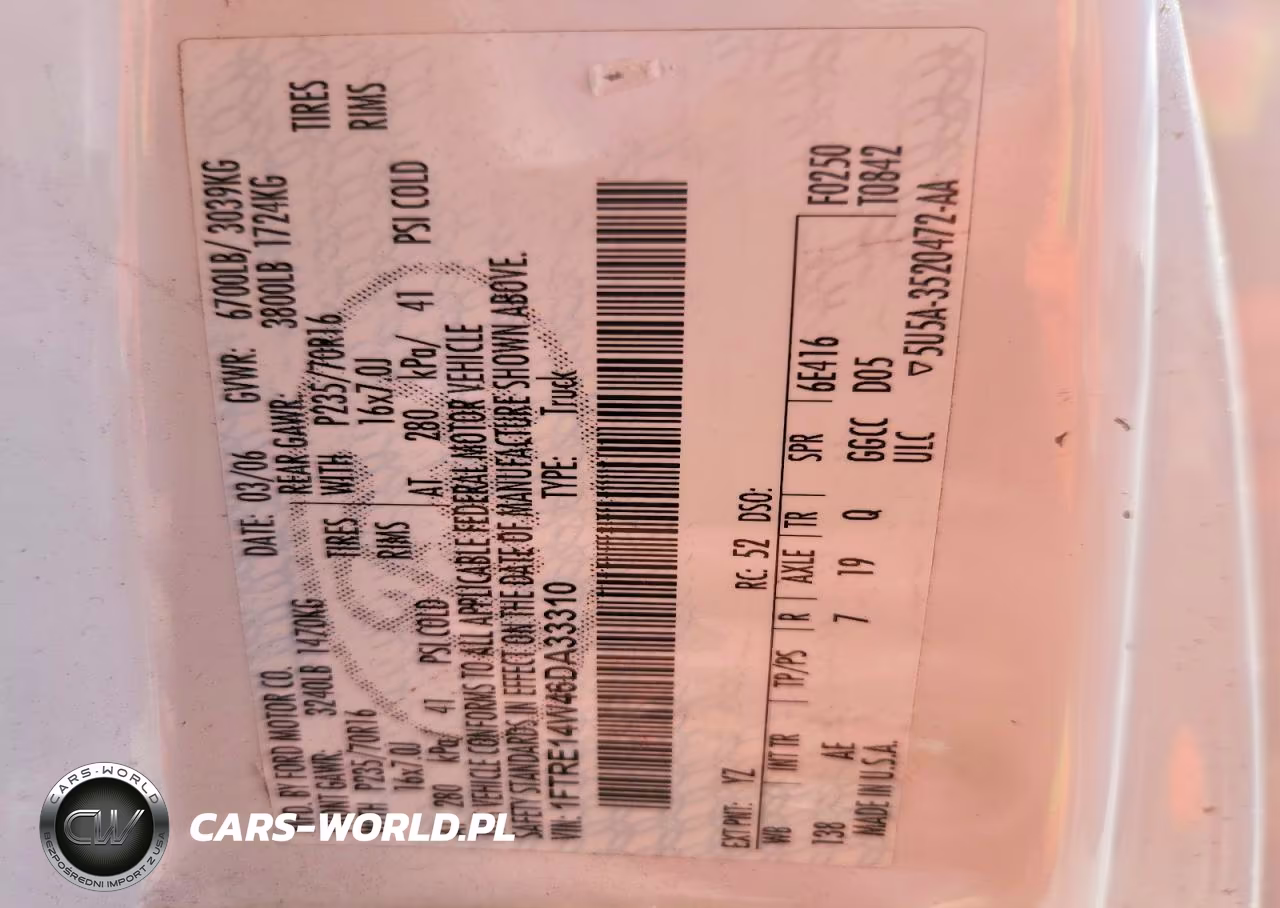 MFD. BY FORD MOTOR CO. DATE: 03/06 GVWR: 6700LB/ 3039KG
FRONT GAWR: 3240LB 1470KG REAR GAWR: 3800LB 1724KG
WITH P235/70R16 TIRES WITH P235/70R16 TIRES
16x7.0J RIMS 16x7.0J RIMS
280 kPa/ 41 PSI COLD AT 280 kPa/ 41 PSI COLD
VEHICLE CONFORMS TO ALL APPLICABLE FEDERAL MOTOR VEHICLE
SAFETY STANDARDS IN EFFECT ON THE DATE OF MANUFACTURE SHOWN ABOVE.
VIN: 1FTRE14W46DA33310 TYPE: Truck
EXT PNT: YZ RC: 52 DSO:
WB INT TR TP/PS R AXLE TR SPR 6E416 F0250
138 AE 7 19 Q GGCC D05 T0842
MADE IN U.S.A. ULC ▽5U5A-3520472-AA
CARS-WORLD
CW
BEZPOŚREDNI IMPORT Z USA
CARS-WORLD.PL